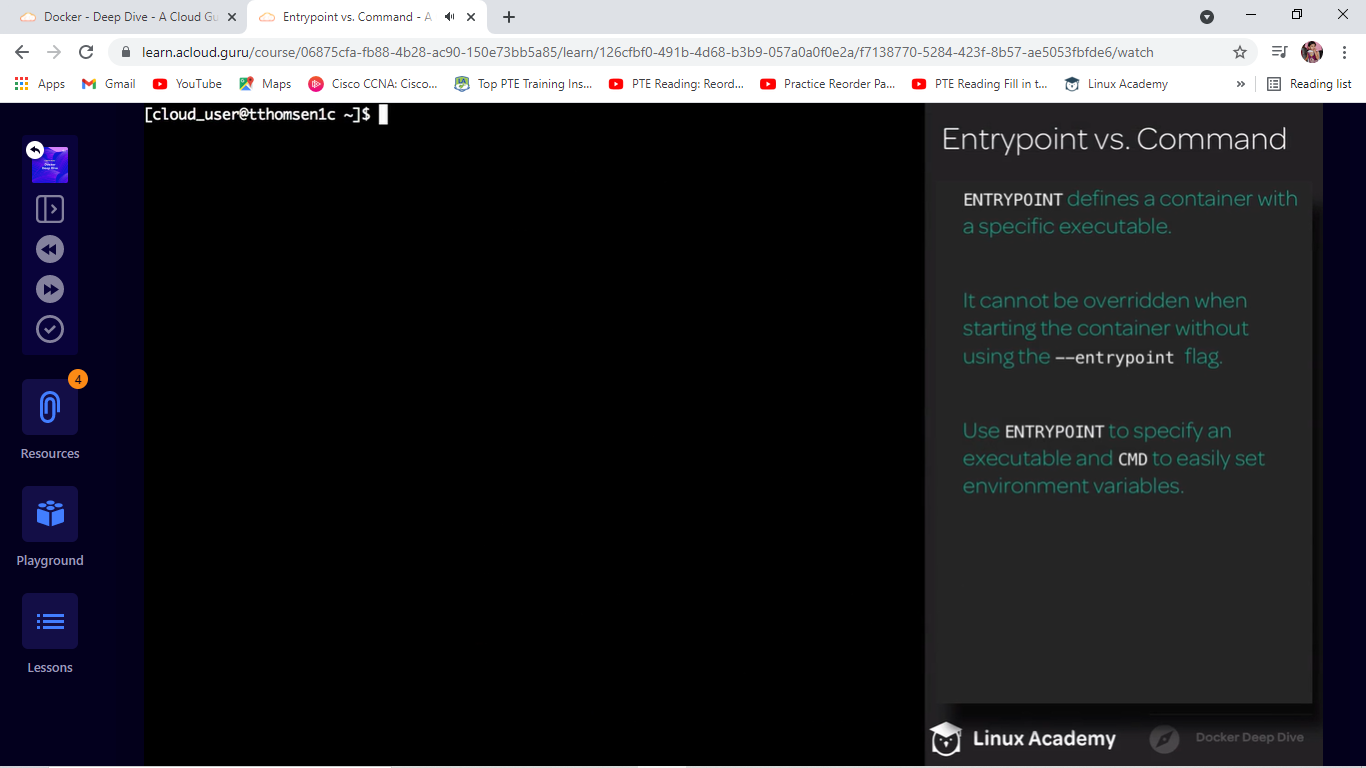 Docker - Deep Dive - A Cloud Gu
Entrypoint vs. Command - A
learn.acloud.guru/course/06875cfa-fb88-4b28-ac90-150e73bb5a85/learn/126cfbf0-491b-4d68-b3b9-057a0a0f0e2a/f7138770-5284-423f-8b57-ae5053fbfde6/watch
Apps
Gmail
YouTube
Maps
Cisco CCNA: Cisco...
Top PTE Training Ins...
PTE Reading: Reord...
Practice Reorder Pa...
PTE Reading Fill in t...
Linux Academy
»
Reading list
[cloud_user@tthomsen1c ~]$
Docker
Deep Dive
4
Resources
Playground
Lessons
Entrypoint vs. Command
ENTRYPOINT defines a container with
a specific executable.
It cannot be overridden when
starting the container without
using the --entrypoint flag.
Use ENTRYPOINT to specify an
executable and CMD to easily set
environment variables.
Linux Academy
Docker Deep Dive